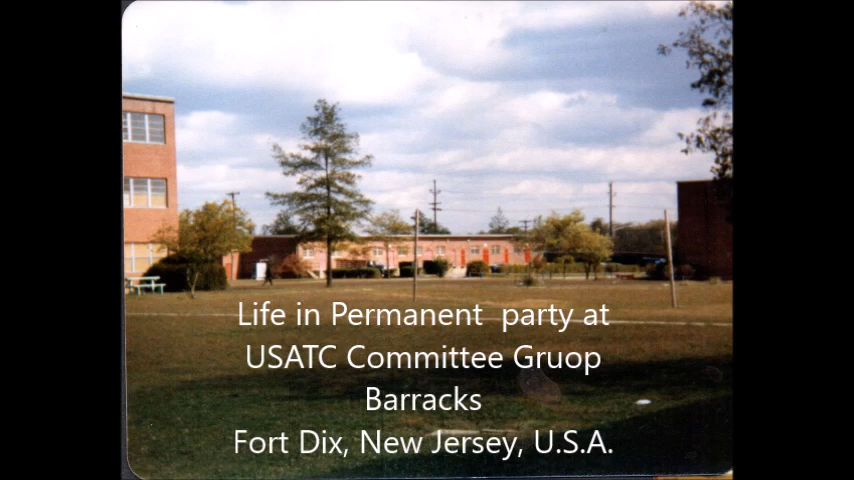 Life in Permanent  party at
USATC Committee Gruop
Barracks
Fort Dix, New Jersey, U.S.A.